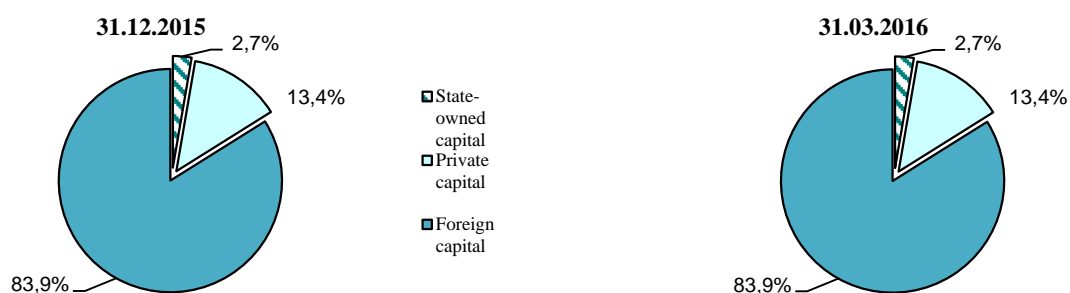 31.12.2015
2,7%
13,4%
83,9%
State-
owned
capital
Private
capital
Foreign
capital
31.03.2016
2,7%
13,4%
83,9%